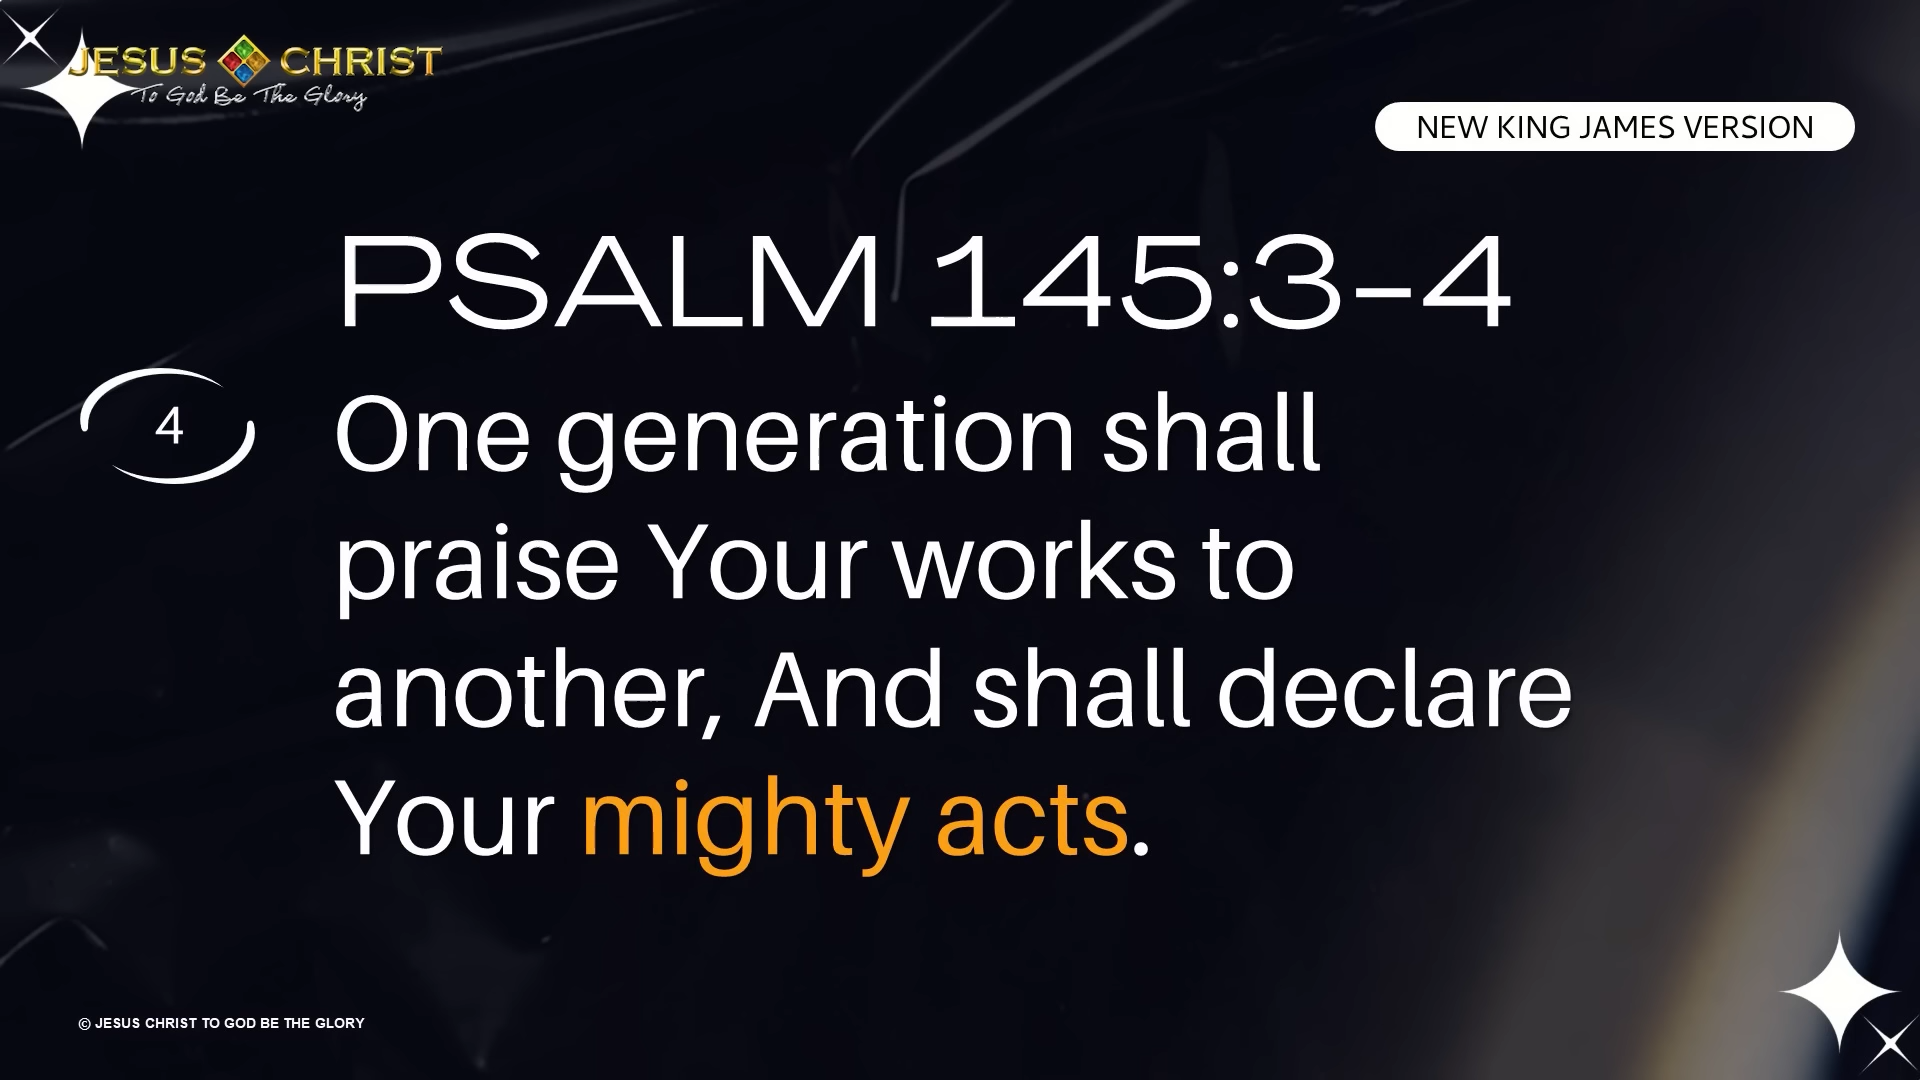 JESUS CHRIST
To God Be The Glory
NEW KING JAMES VERSION
PSALM 145:3-4
4
One generation shall
praise Your works to
another, And shall declare
Your mighty acts.
© JESUS CHRIST TO GOD BE THE GLORY